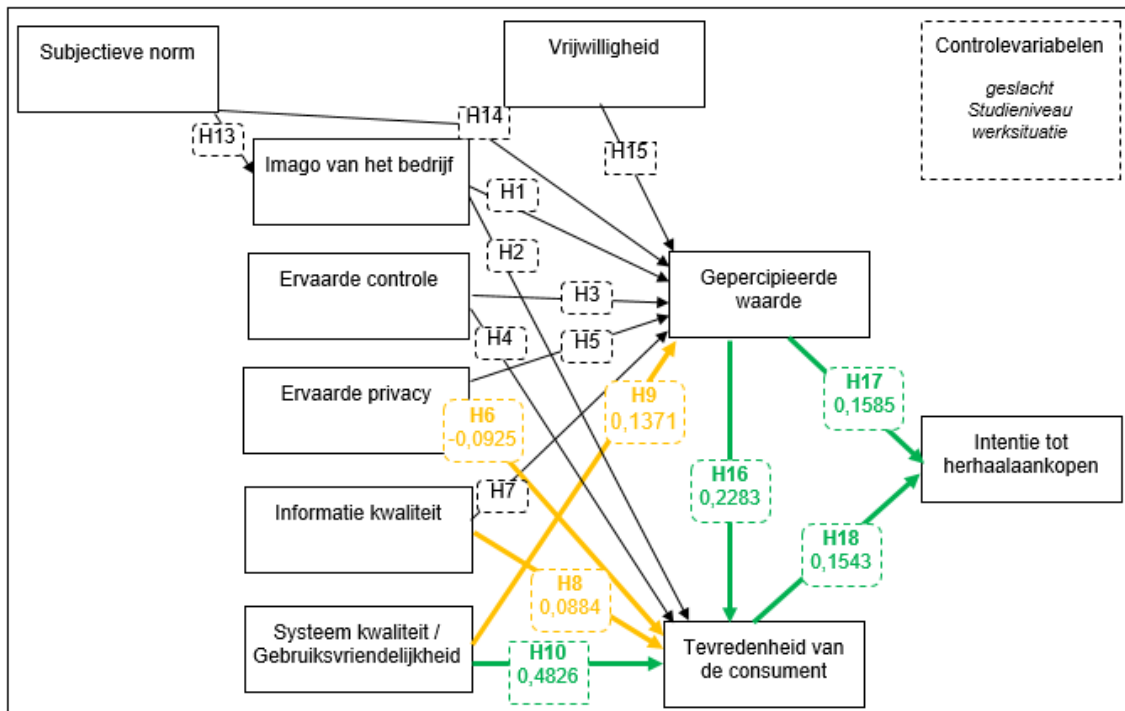 Subjectieve norm
Vrijwilligheid
Controlevariabelen
geslacht
Studieniveau
werksituatie
H14
H13
Imago van het bedrijf
H15
H1
H2
Ervaarde controle
Gepercipieerde
waarde
H3
H4
H5
Ervaarde privacy
H6
-0,0925
H9
0,1371
H17
0,1585
Intentie tot
herhaalaankopen
H16
0,2283
H7
Informatie kwaliteit
H18
0,1543
H8
0,0884
Systeem kwaliteit /
Gebruiksvriendelijkheid
H10
0,4826
Tevredenheid van
de consument